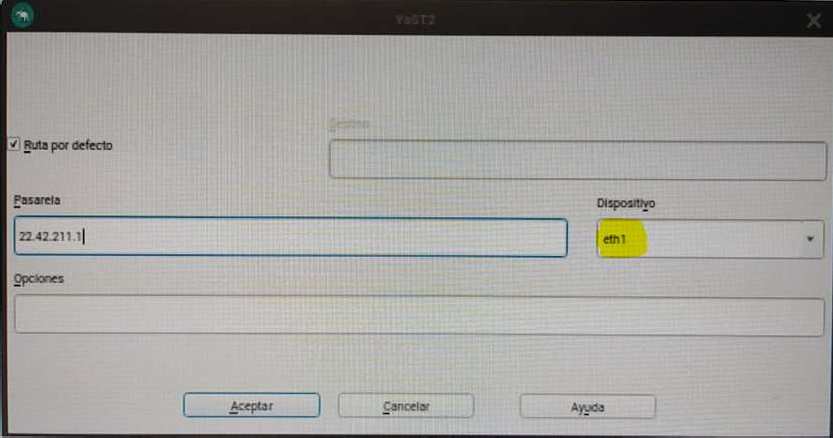 YaST2
Destino
Ruta por defecto
Pasarela
Dispositivo
22.42.211.1
eth1
Opciones
Aceptar
Cancelar
Ayuda